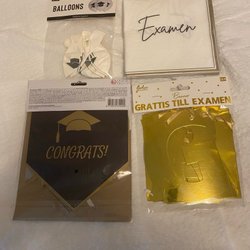 BALLOONS
Examen
CONGRATS!
GRATTIS TILL EXAMEN